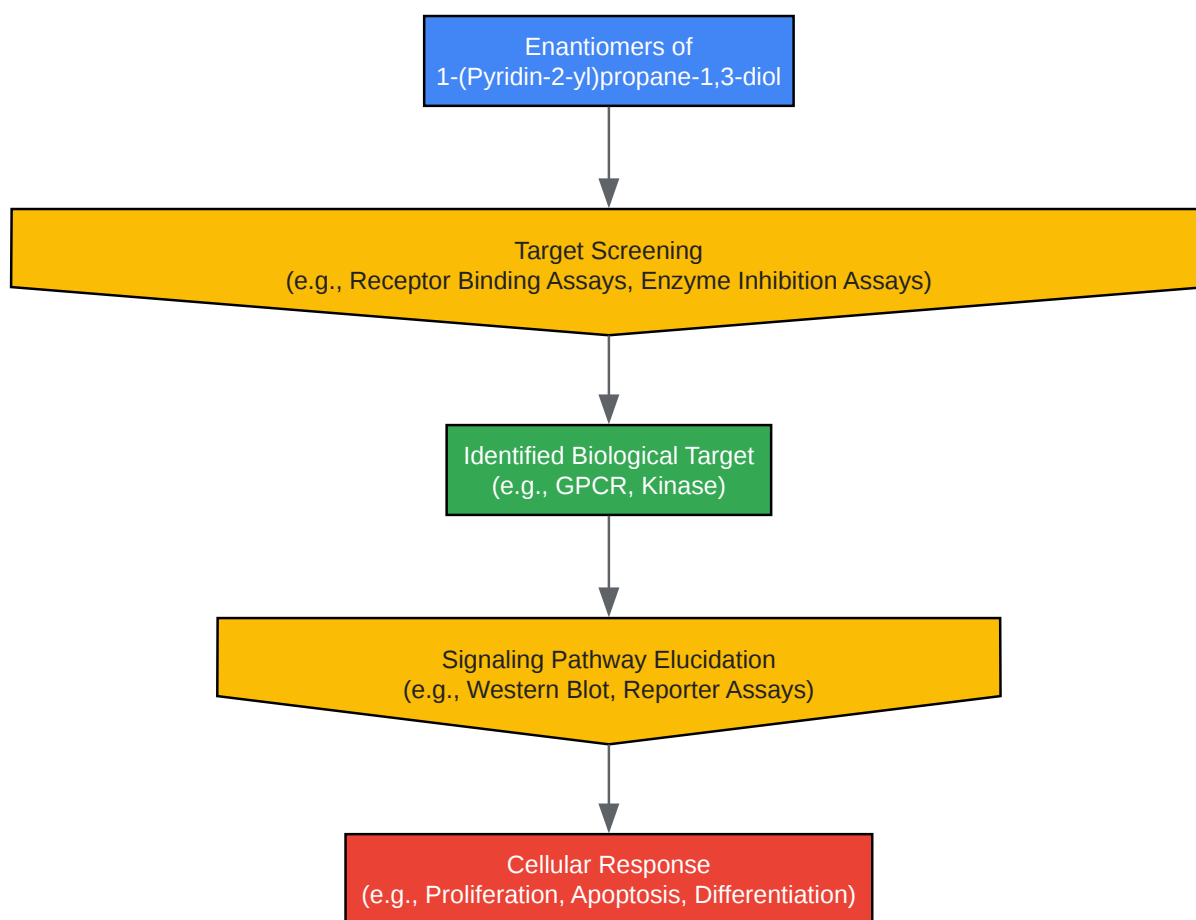 Enantiomers of
1-(Pyridin-2-yl)propane-1,3-diol
Target Screening
(e.g., Receptor Binding Assays, Enzyme Inhibition Assays)
Identified Biological Target
(e.g., GPCR, Kinase)
Signaling Pathway Elucidation
(e.g., Western Blot, Reporter Assays)
Cellular Response
(e.g., Proliferation, Apoptosis, Differentiation)